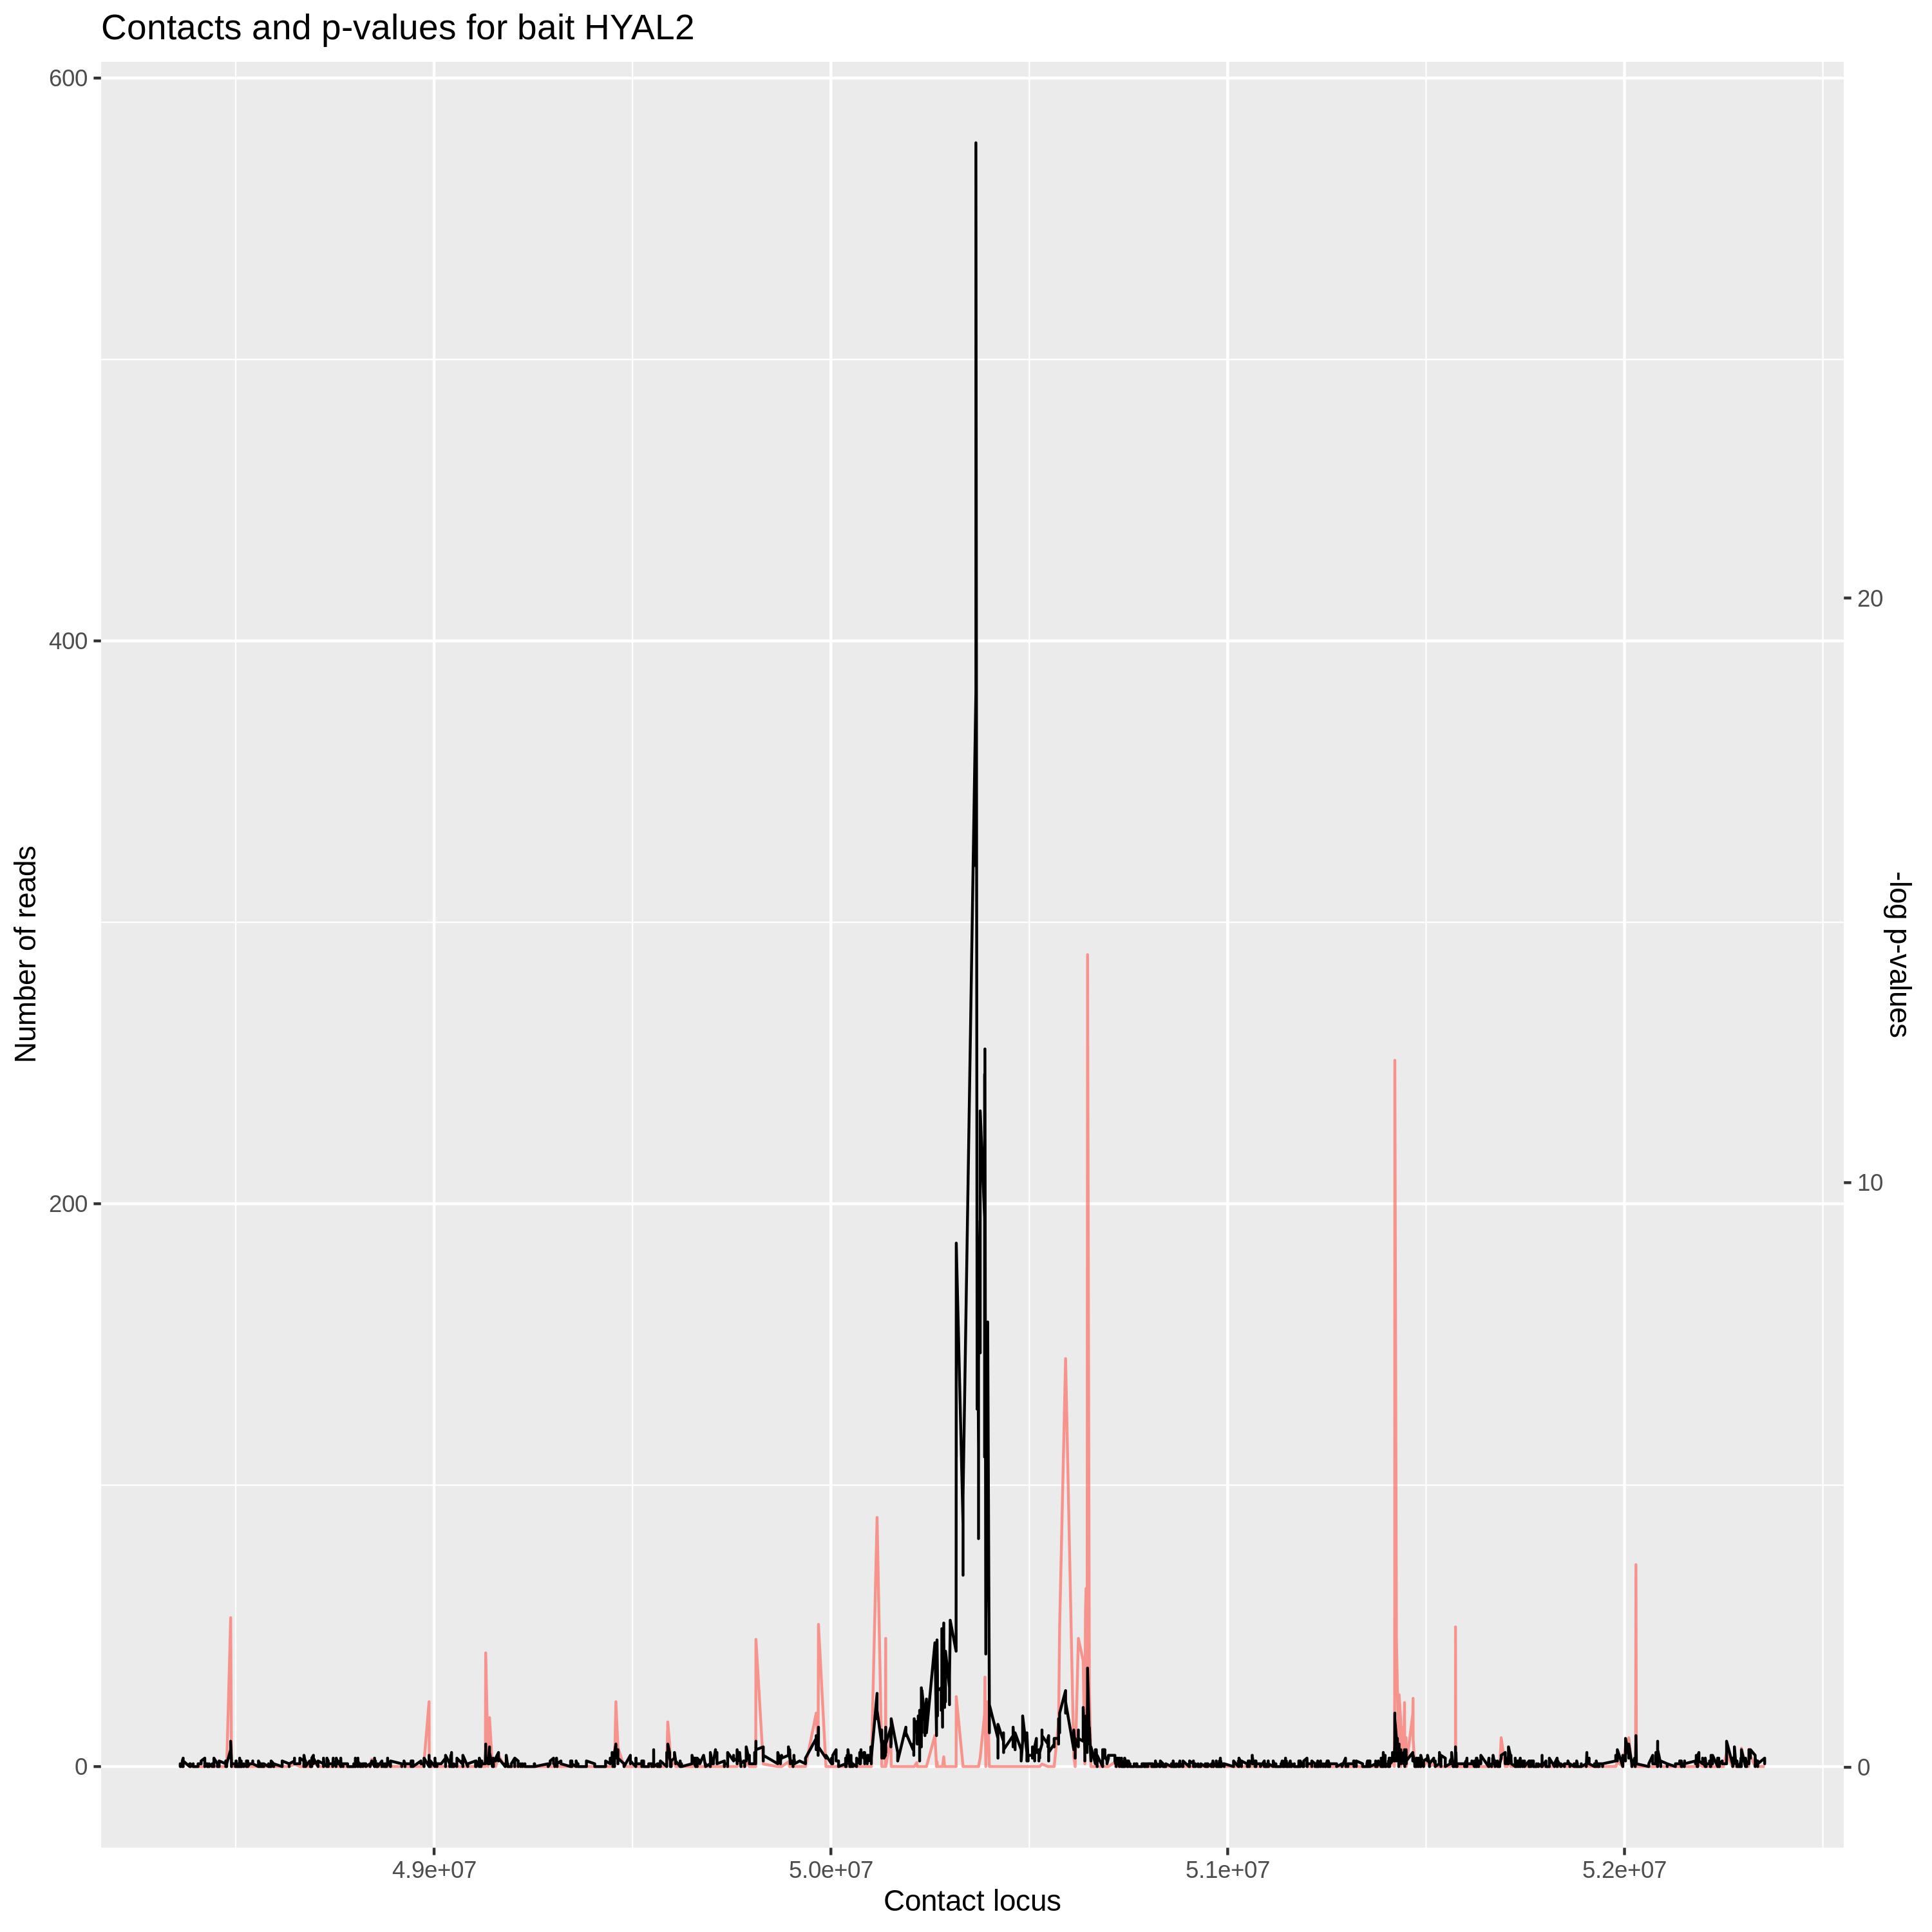 Contacts and p-values for bait HYAL2
600
400
200
0
Number of reads
20
10
0
-log p-values
4.9e+07
5.0e+07
5.1e+07
5.2e+07
Contact locus